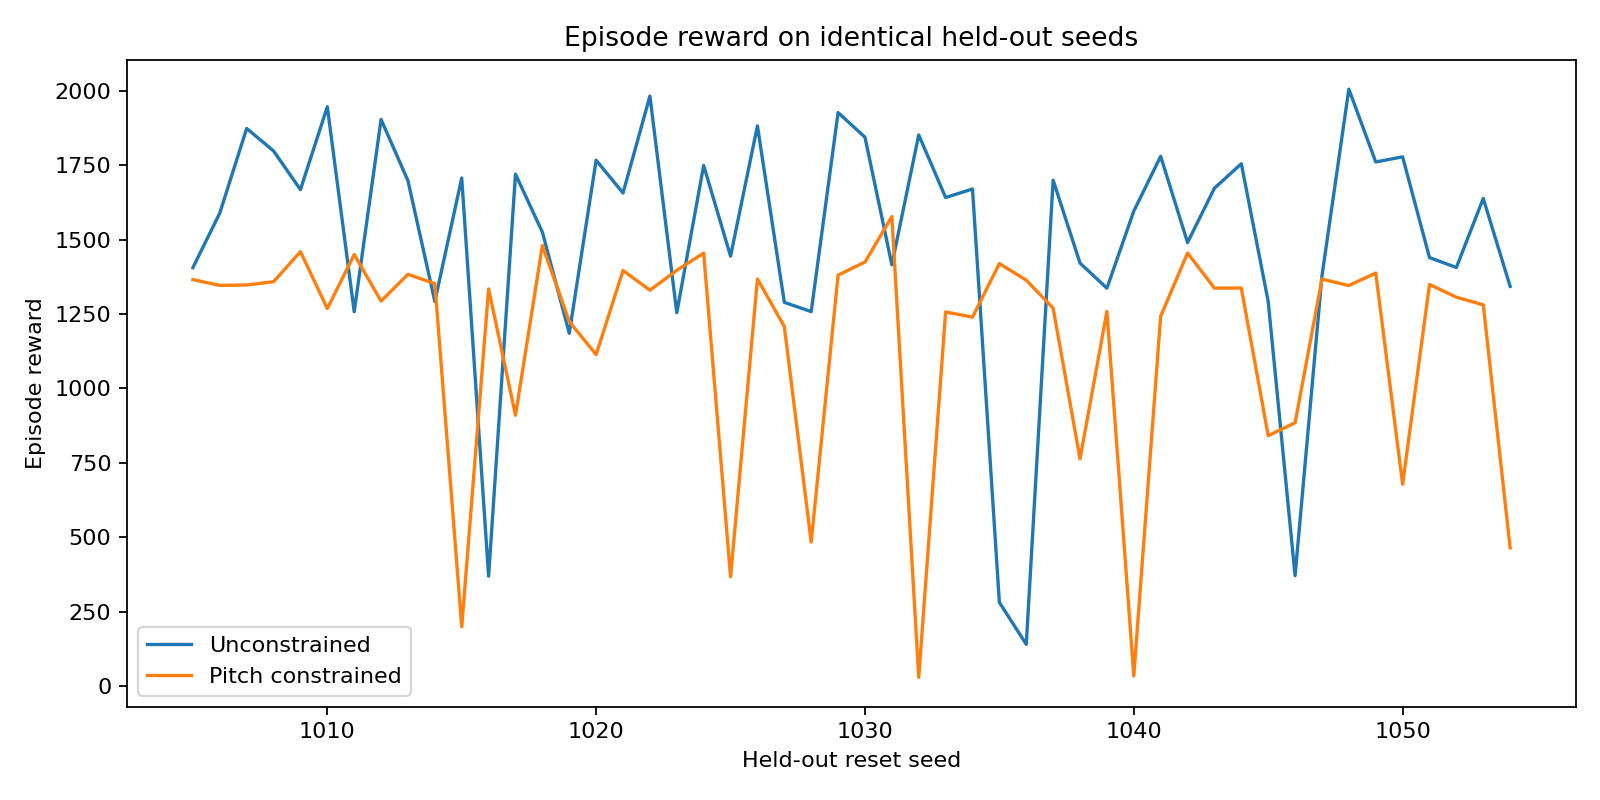 Episode reward on identical held-out seeds
2000
1750
1500
1250
1000
750
500
250
0
Episode reward
Unconstrained
Pitch constrained
1010
1020
1030
1040
1050
Held-out reset seed